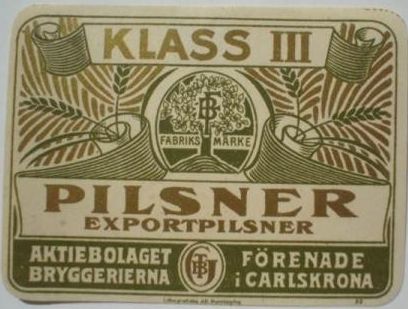 KLASS III
FABRIKS MÄRKE
PILSNER
EXPORTPILSNER
AKTIEBOLAGET FÖRENADE
BRYGGERIERNA i CARLSKRONA